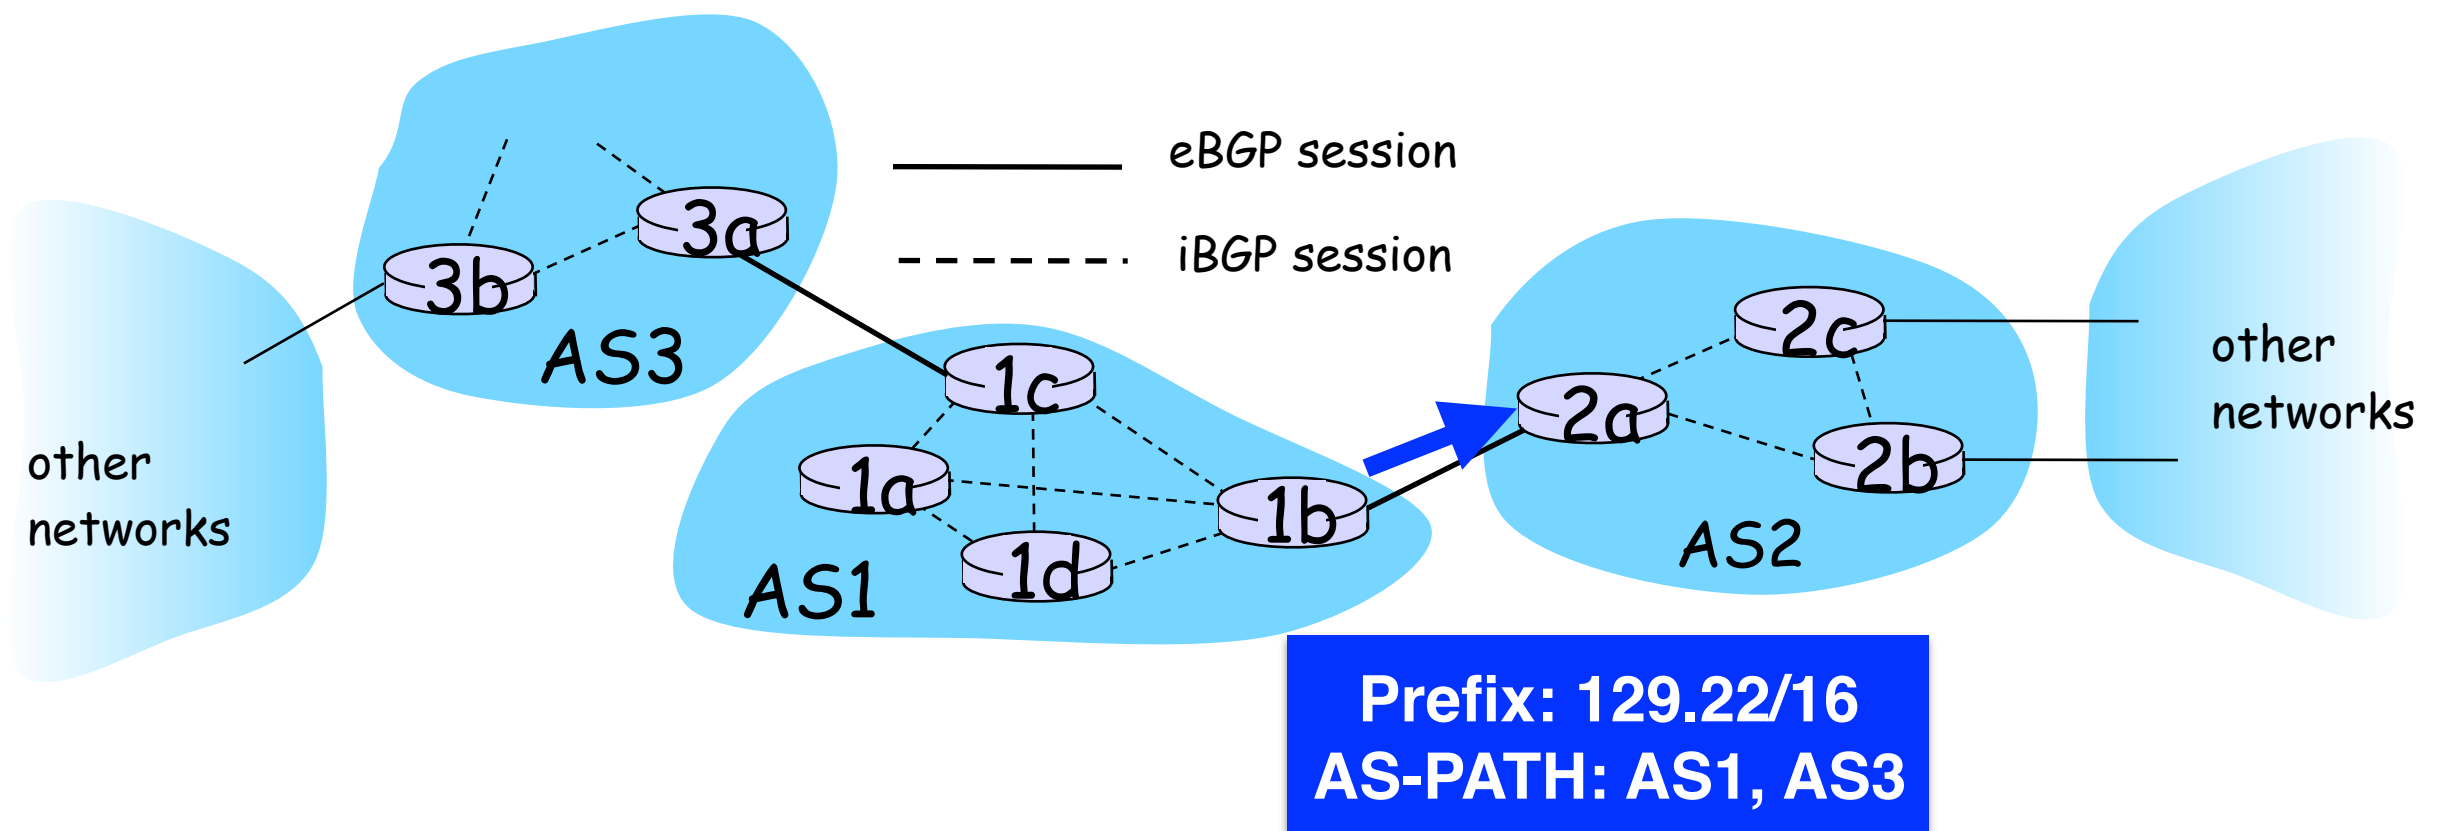 eBGP session
iBGP session
3a
3b
AS3
other
networks
1c
1a
1b
1d
AS1
2c
2a
2b
AS2
other
networks
Prefix: 129.22/16
AS-PATH: AS1, AS3